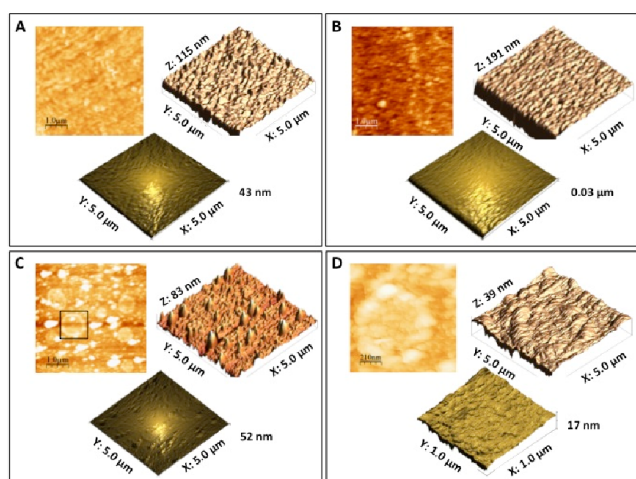 A
Z: 115 nm
1.0µm
Y: 5.0 µm
X: 5.0 µm
Y: 5.0 µm
X: 5.0 µm
43 nm
B
Z: 191 nm
1.0µm
Y: 5.0 µm
X: 5.0 µm
Y: 5.0 µm
X: 5.0 µm
0.03 µm
C
Z: 83 nm
1.0µm
Y: 5.0 µm
X: 5.0 µm
Y: 5.0 µm
X: 5.0 µm
52 nm
D
Z: 39 nm
210nm
Y: 5.0 µm
X: 5.0 µm
Y: 1.0 µm
X: 1.0 µm
17 nm